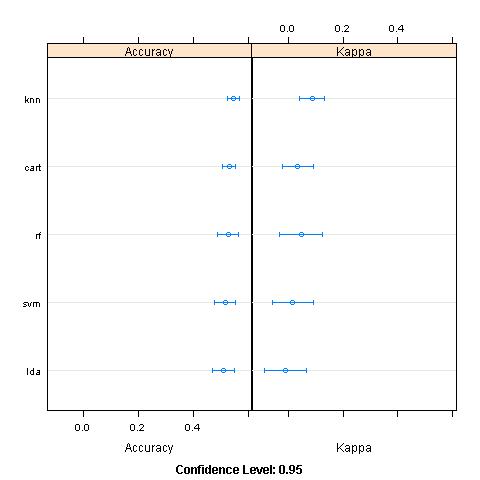 0.0 0.2 0.4
Accuracy Kappa
knn
cart
rf
svm
lda
0.0 0.2 0.4
Accuracy Kappa
Confidence Level: 0.95